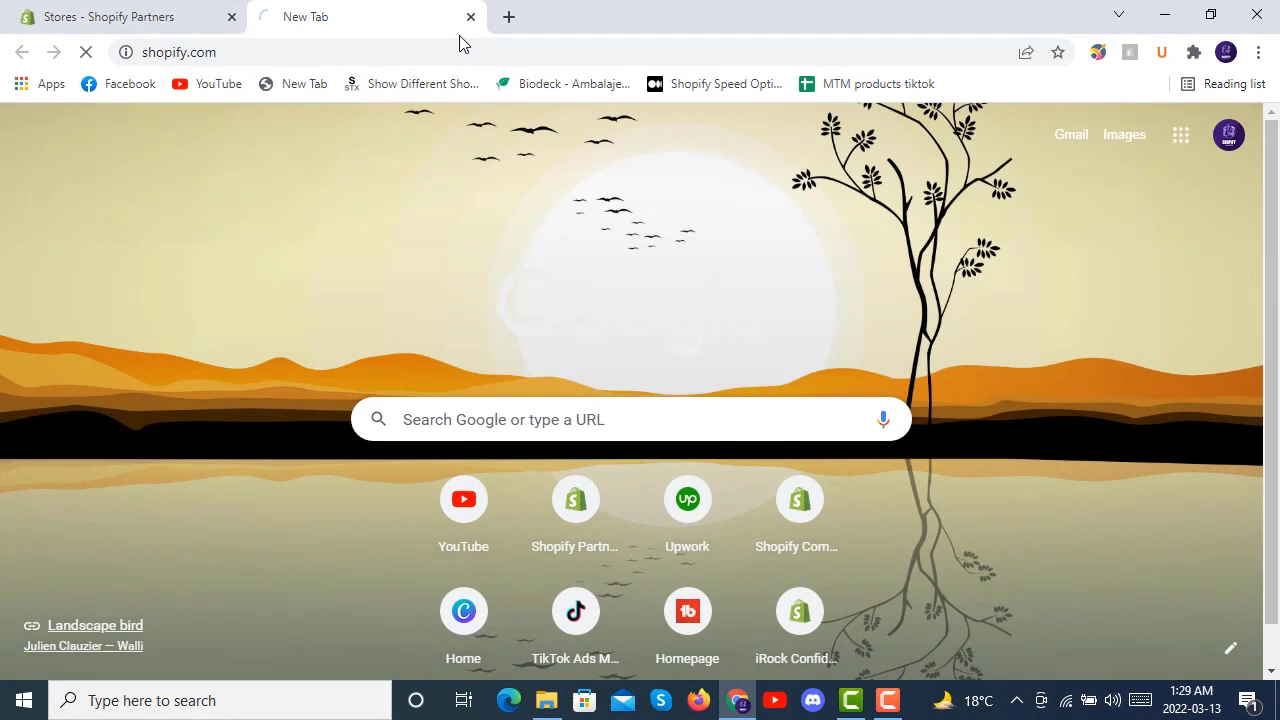 Stores - Shopify Partners
New Tab
shopify.com
Apps
Facebook
YouTube
New Tab
S STX
Show Different Sho...
Biodeck - Ambalaje...
Shopify Speed Opti...
MTM products tiktok
Reading list
Gmail
Images
Search Google or type a URL
YouTube
Shopify Partn...
up
Upwork
Shopify Com...
Home
TikTok Ads M...
Homepage
iRock Confid...
Landscape bird
Julien Clauzier — Walli
Type here to search
18°C
1:29 AM
2022-03-13